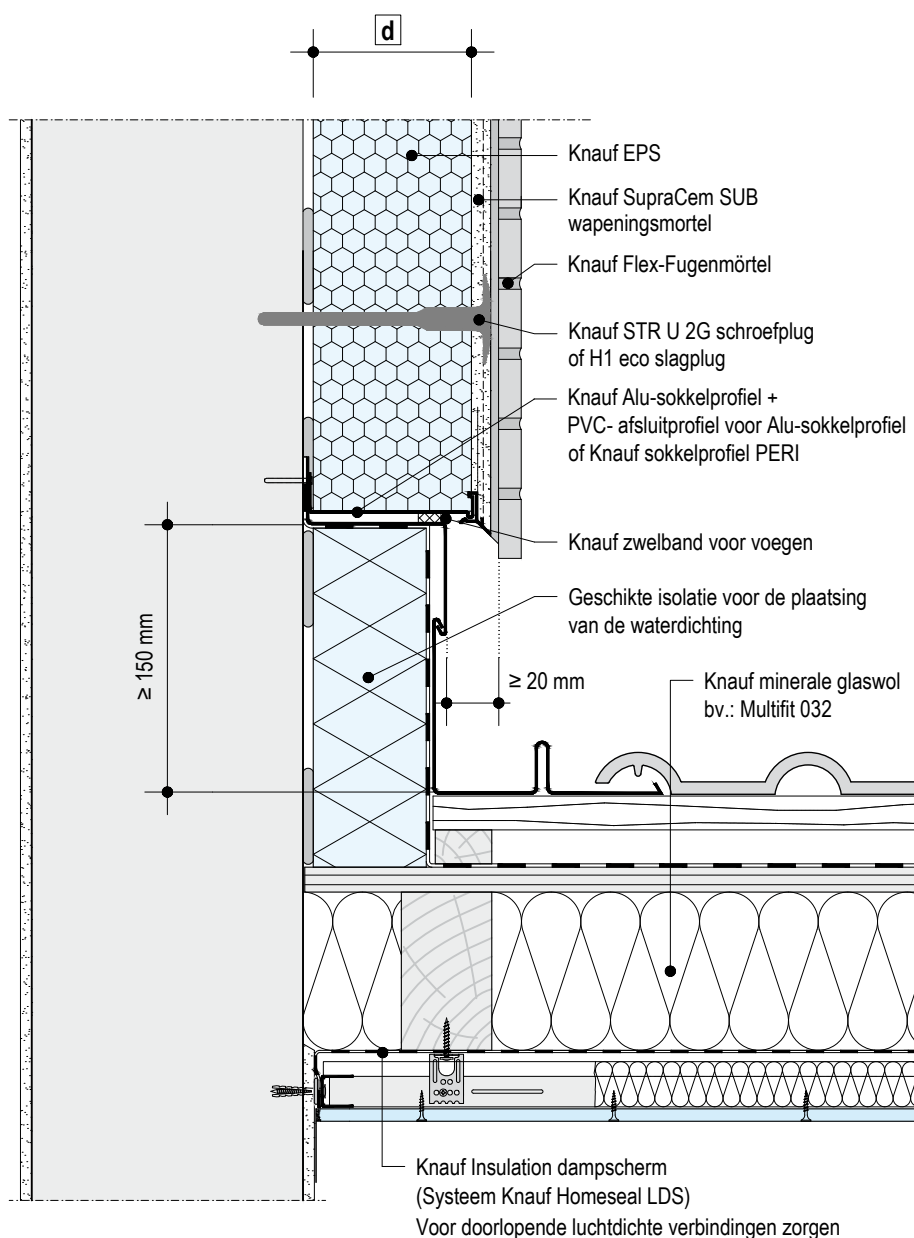 d
Knauf EPS
Knauf SupraCem SUB
wapeningsmortel
Knauf Flex-Fugenmörtel
Knauf STR U 2G schroefplug
of H1 eco slagplug
Knauf Alu-sokkelprofiel +
PVC- afsluitprofiel voor Alu-sokkelprofiel
of Knauf sokkelprofiel PERI
Knauf zwelband voor voegen
Geschikte isolatie voor de plaatsing
van de waterdichting
≥ 150 mm
≥ 20 mm
Knauf minerale glaswol
bv.: Multifit 032
Knauf Insulation dampscherm
(Systeem Knauf Homeseal LDS)
Voor doorlopende luchtdichte verbindingen zorgen